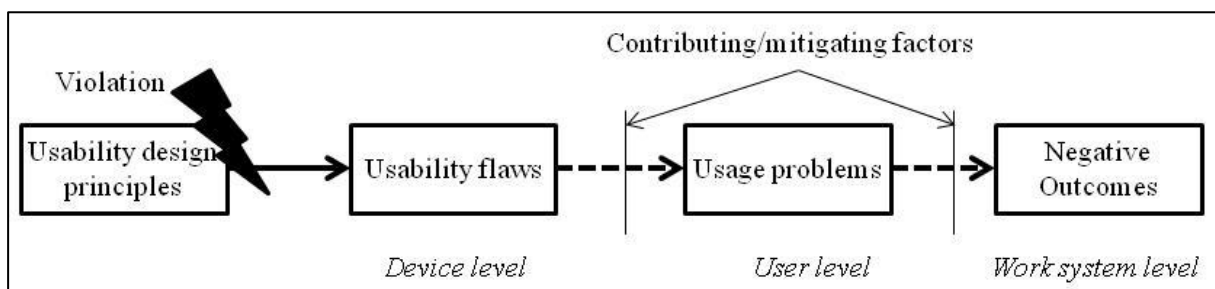 Contributing/mitigating factors
Violation
Usability design
principles
Usability flaws
Usage problems
Negative
Outcomes
Device level
User level
Work system level